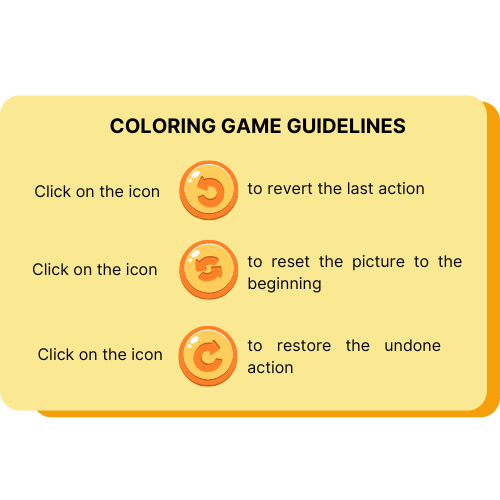 COLORING GAME GUIDELINES
Click on the icon to revert the last action
Click on the icon to reset the picture to the
beginning
Click on the icon to restore the undone
action